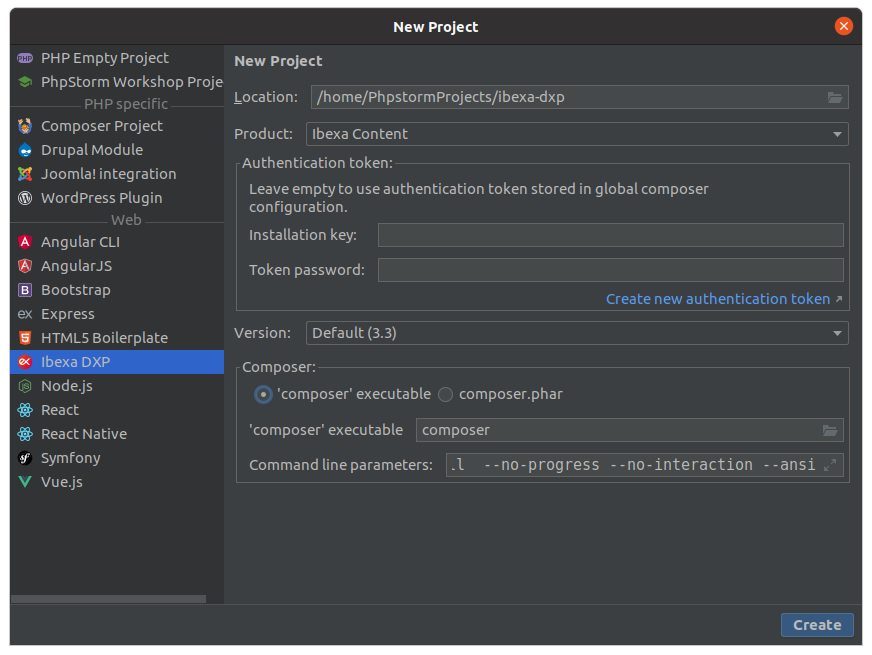 New Project
PHP Empty Project
PhpStorm Workshop Proje
PHP specific
Composer Project
Drupal Module
Joomla! integration
WordPress Plugin
Web
Angular CLI
AngularJS
Bootstrap
Express
HTML5 Boilerplate
Ibexa DXP
Node.js
React
React Native
Symfony
Vue.js
New Project
Location: /home/PhpstormProjects/ibexa-dxp
Product: Ibexa Content
Authentication token:
Leave empty to use authentication token stored in global composer
configuration.
Installation key:
Token password:
Create new authentication token
Version: Default (3.3)
Composer:
'composer' executable composer.phar
'composer' executable composer
Command line parameters: .l --no-progress --no-interaction --ansi
Create